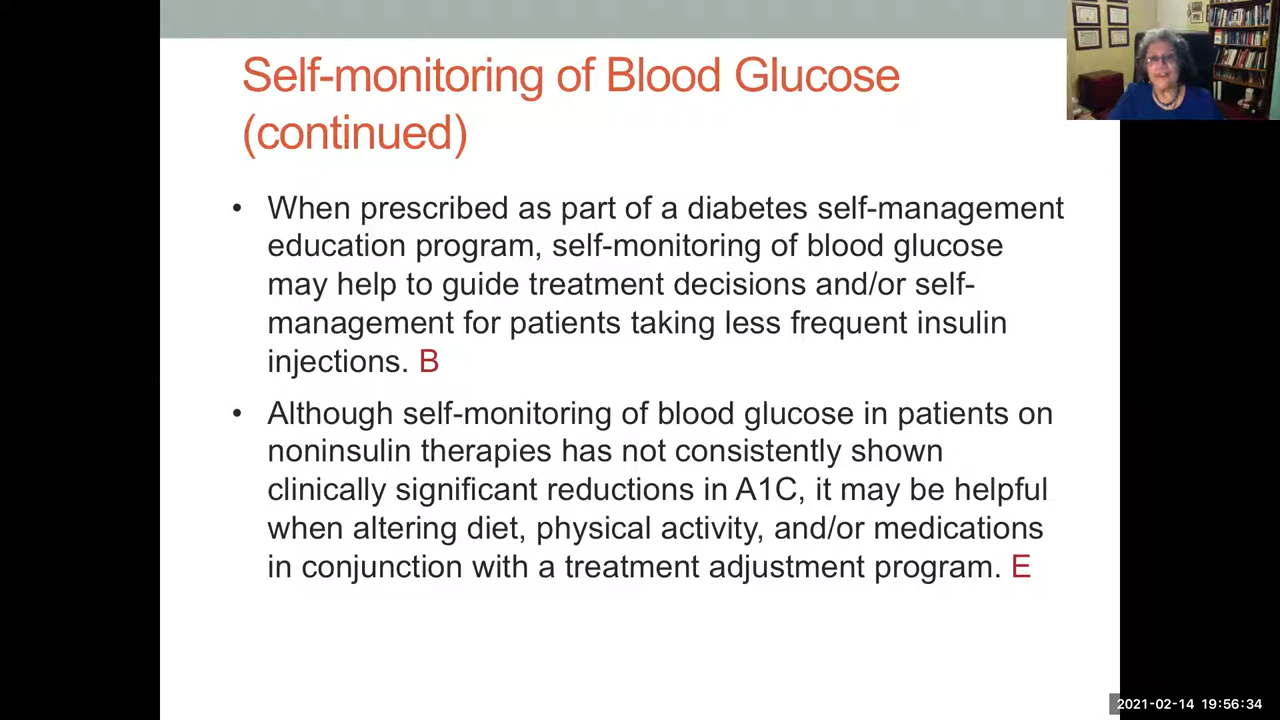 Self-monitoring of Blood Glucose
(continued)
• When prescribed as part of a diabetes self-management
education program, self-monitoring of blood glucose
may help to guide treatment decisions and/or self-
management for patients taking less frequent insulin
injections. B
• Although self-monitoring of blood glucose in patients on
noninsulin therapies has not consistently shown
clinically significant reductions in A1C, it may be helpful
when altering diet, physical activity, and/or medications
in conjunction with a treatment adjustment program. E
2021-02-14 19:56:34